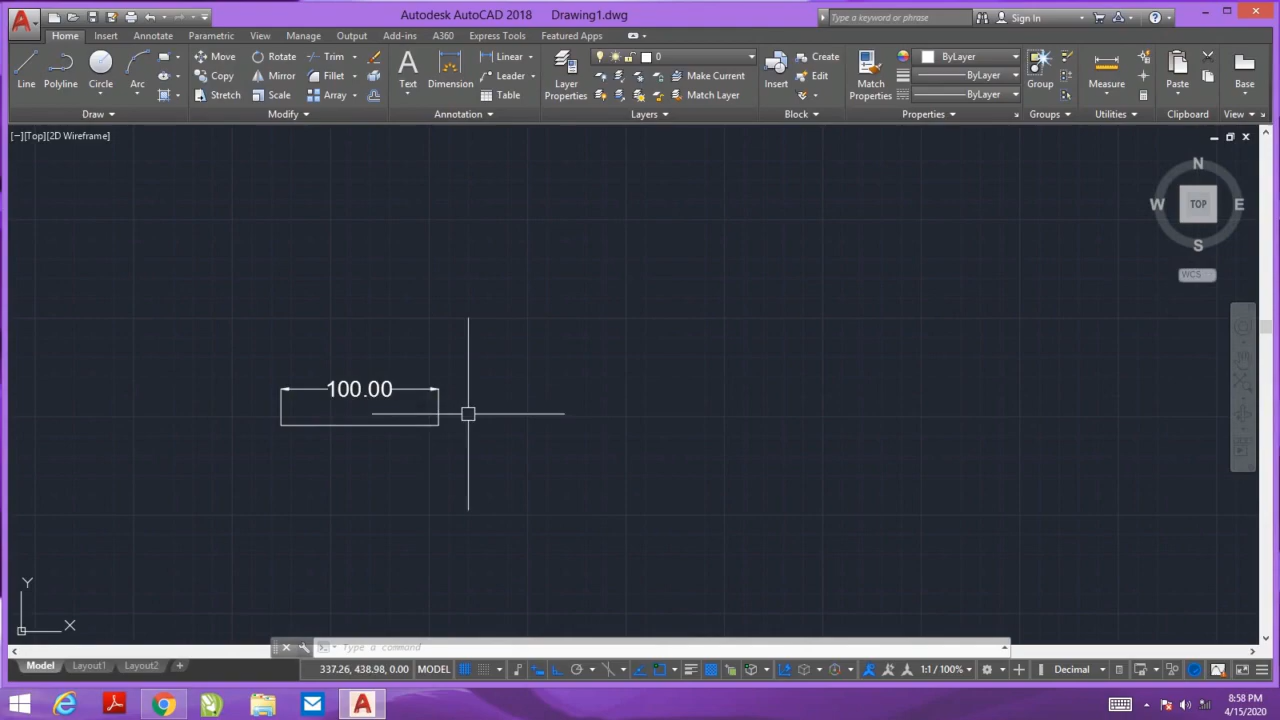 Autodesk AutoCAD 2018 Drawing1.dwg
Type a keyword or phrase
Sign In
Home Insert Annotate Parametric View Manage Output Add-ins A360 Express Tools Featured Apps
Line
Polyline
Circle
Arc
Move
Rotate
Trim
Copy
Mirror
Fillet
Stretch
Scale
Array
Text
Dimension
Linear
Leader
Table
Layer
Properties
0
Make Current
Match Layer
Insert
Create
Edit
Match
Properties
ByLayer
ByLayer
ByLayer
Group
Measure
Paste
Base
Draw
Modify
Annotation
Layers
Block
Properties
Groups
Utilities
Clipboard
View
[−][Top][2D Wireframe]
N
W TOP E
S
WCS
100.00
Y
X
Type a command
Model Layout1 Layout2 +
337.26, 438.98, 0.00 MODEL
1:1 / 100%
Decimal
8:58 PM
4/15/2020